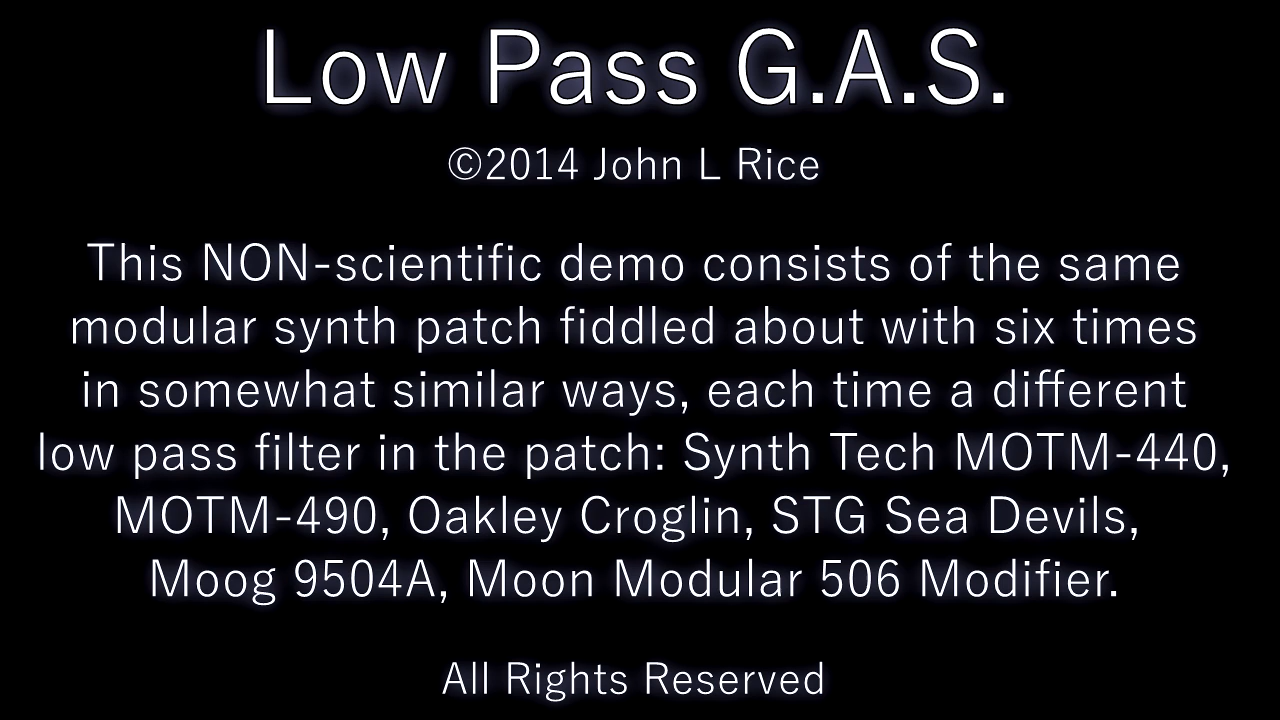 Low Pass G.A.S.
©2014 John L Rice
This NON-scientific demo consists of the same
modular synth patch fiddled about with six times
in somewhat similar ways, each time a different
low pass filter in the patch: Synth Tech MOTM-440,
MOTM-490, Oakley Croglin, STG Sea Devils,
Moog 9504A, Moon Modular 506 Modifier.
All Rights Reserved